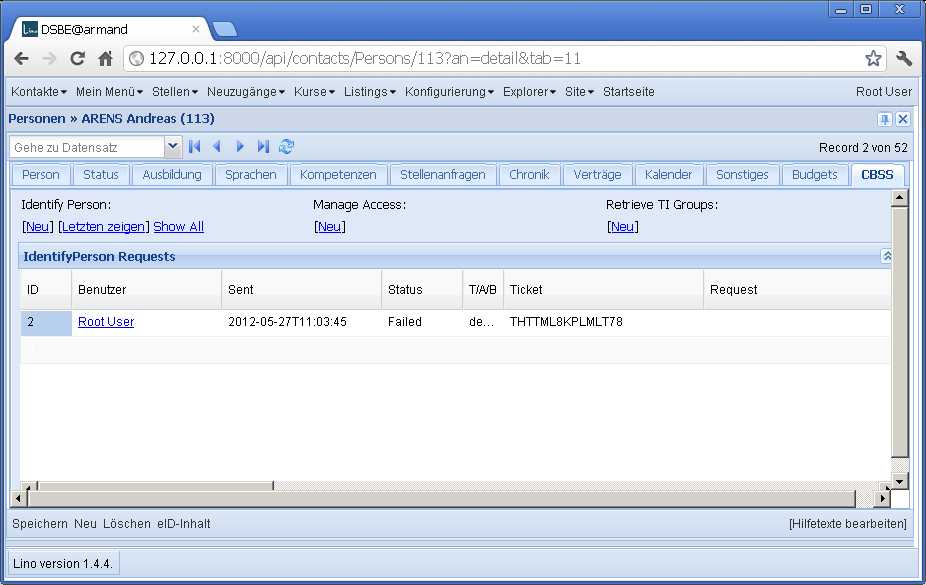 Lino DSBE@armand
127.0.0.1:8000/api/contacts/Persons/113?an=detail&tab=11
Kontakte Mein Menü Stellen Neuzugänge Kurse Listings Konfigurierung Explorer Site Startseite Root User
Personen » ARENS Andreas (113)
Gehe zu Datensatz Record 2 von 52
Person Status Ausbildung Sprachen Kompetenzen Stellenanfragen Chronik Verträge Kalender Sonstiges Budgets CBSS
Identify Person: Manage Access: Retrieve TI Groups:
[Neu] [Letzten zeigen] Show All [Neu] [Neu]
IdentifyPerson Requests
ID Benutzer Sent Status T/A/B Ticket Request
2 Root User 2012-05-27T11:03:45 Failed de... THTTML8KPLMLT78
Speichern Neu Löschen eID-Inhalt [Hilfetexte bearbeiten]
Lino version 1.4.4.